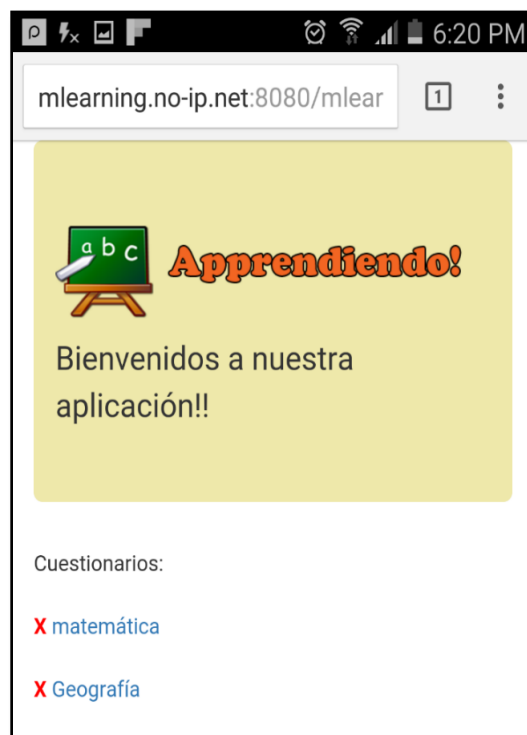 6:20 PM
mlearning.no-ip.net:8080/mlear
1
a b c
Apprendiendo!
Bienvenidos a nuestra
aplicación!!
Cuestionarios:
X matemática
X Geografía